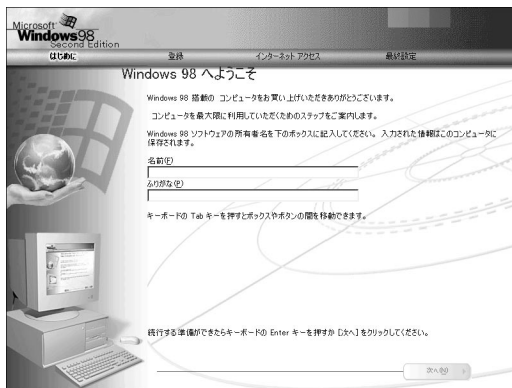 Microsoft
Windows98
Second Edition
はじめに 登録 インターネット アクセス 最終設定
Windows 98 へようこそ
Windows 98 搭載の コンピュータをお買い上げいただきありがとうございます。
コンピュータを最大限に利用していただくためのステップをご案内します。
Windows 98 ソフトウェアの所有者名を下のボックスに記入してください。 入力された情報はこのコンピュータに
保存されます。
名前(F)
ふりがな(P)
キーボードの Tab キーを押すとボックスやボタンの間を移動できます。
続行する準備ができたらキーボードの Enter キーを押すか [次へ] をクリックしてください。
次へ(N)